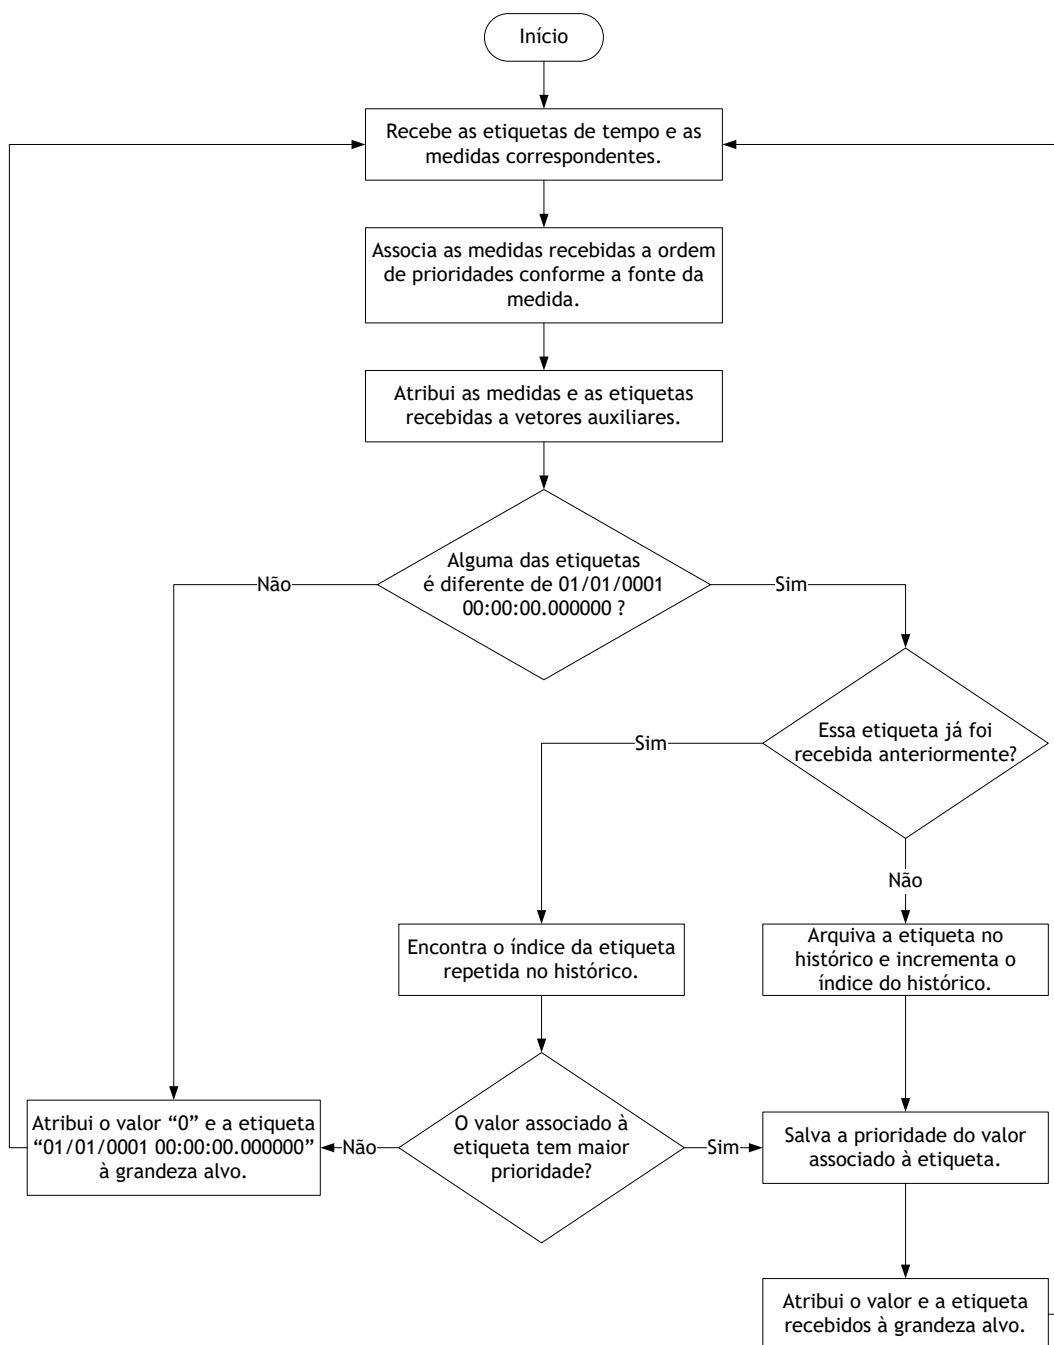 Início
Recebe as etiquetas de tempo e as
medidas correspondentes.
Associa as medidas recebidas a ordem
de prioridades conforme a fonte da
medida.
Atribui as medidas e as etiquetas
recebidas a vetores auxiliares.
Alguma das etiquetas
é diferente de 01/01/0001
00:00:00.000000 ?
Não
Sim
Essa etiqueta já foi
recebida anteriormente?
Sim
Não
Encontra o índice da etiqueta
repetida no histórico.
Arquiva a etiqueta no
histórico e incrementa o
índice do histórico.
O valor associado à
etiqueta tem maior
prioridade?
Não
Sim
Atribui o valor “0” e a etiqueta
“01/01/0001 00:00:00.000000”
à grandeza alvo.
Salva a prioridade do valor
associado à etiqueta.
Atribui o valor e a etiqueta
recebidos à grandeza alvo.